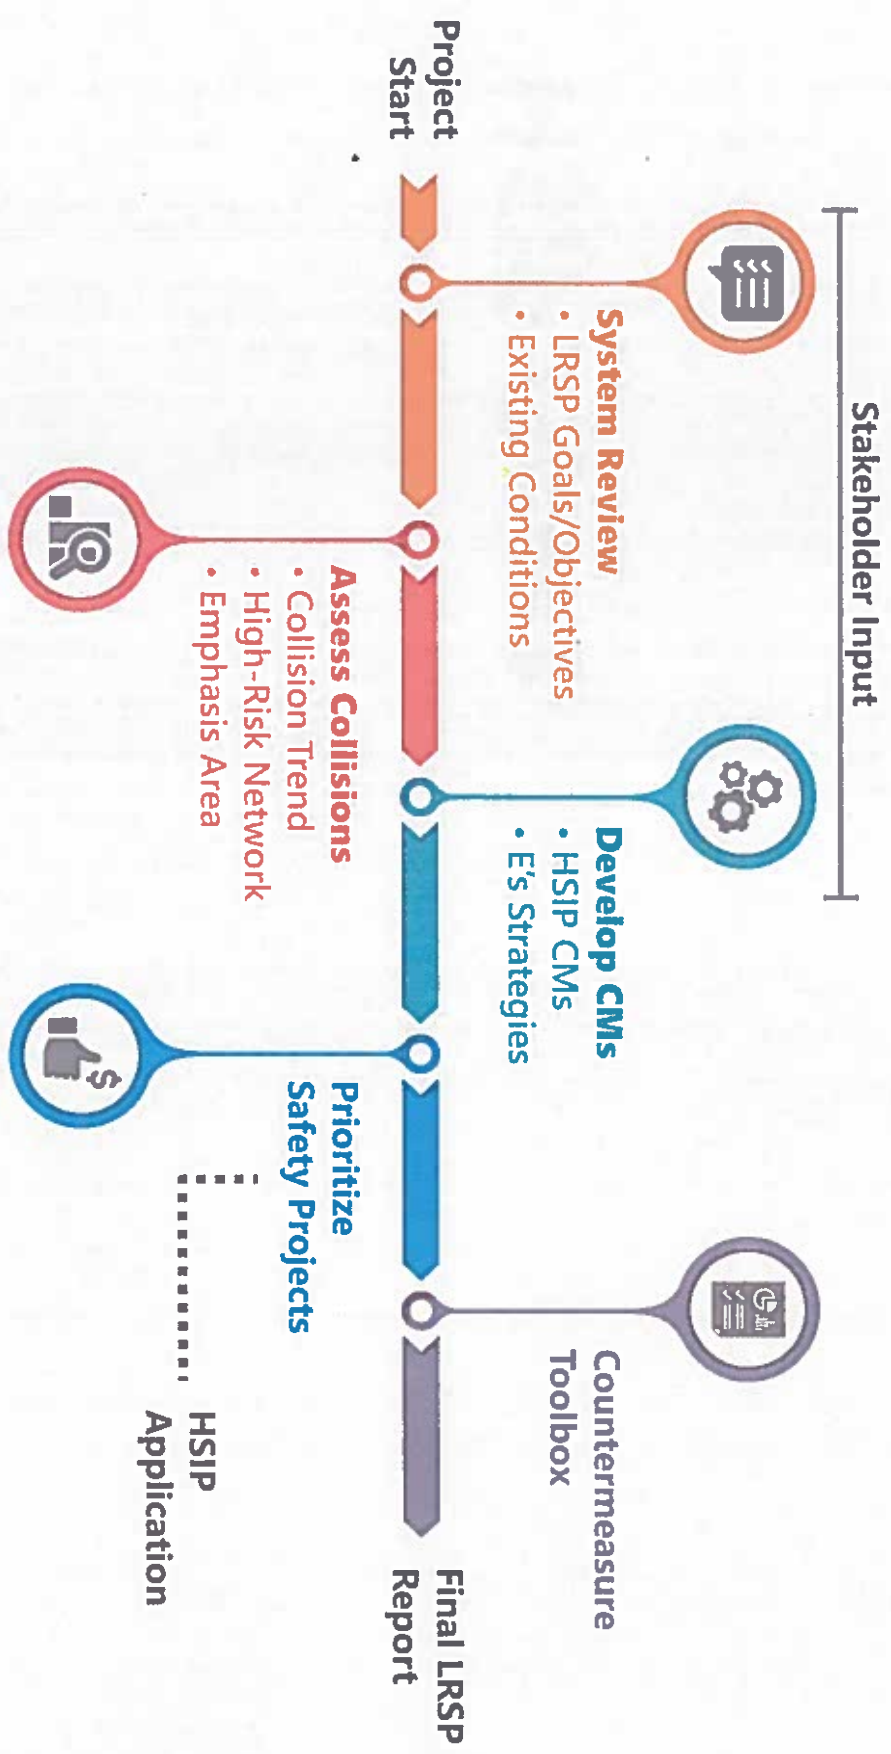 Stakeholder Input
System Review
• LRSP Goals/Objectives
• Existing Conditions
Develop CMs
• HSIP CMs
• E's Strategies
Countermeasure
Toolbox
Project
Start
Final LRSP
Report
Assess Collisions
• Collision Trend
• High-Risk Network
• Emphasis Area
Prioritize
Safety Projects
$
HSIP
Application